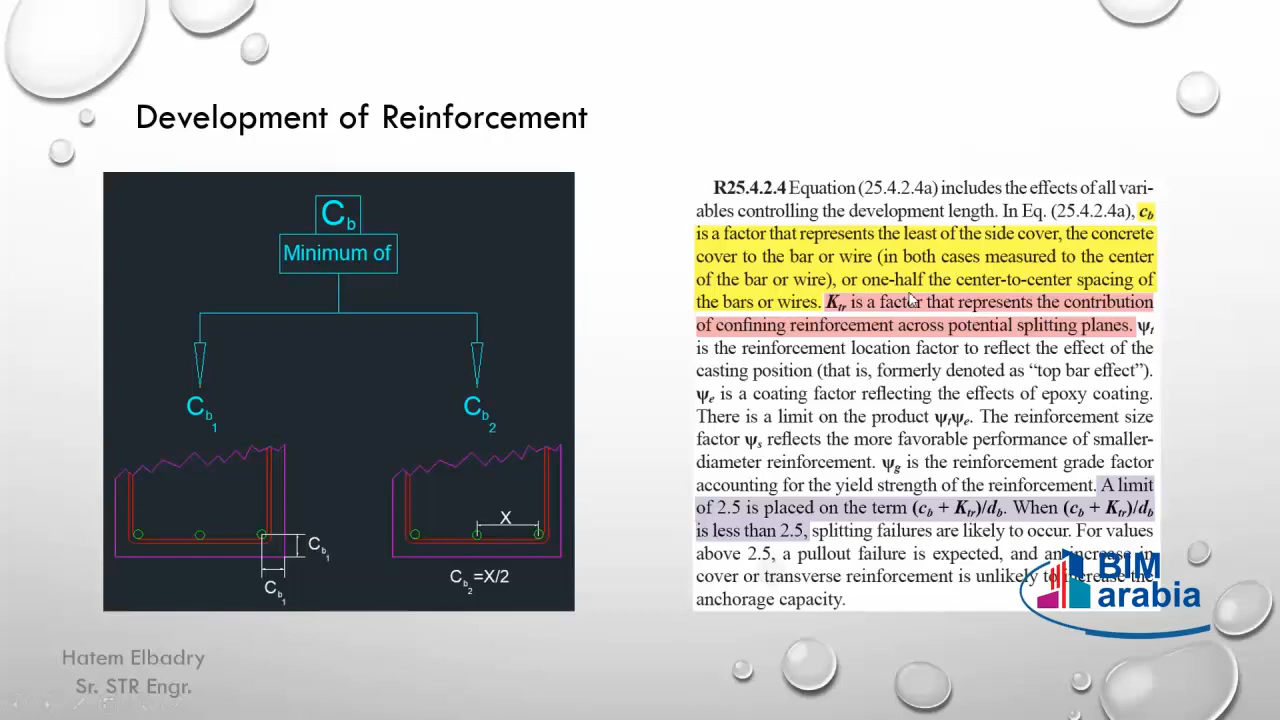 Development of Reinforcement
Cb
Minimum of
Cb1
Cb2
Cb1
Cb1
X
Cb2=X/2
R25.4.2.4 Equation (25.4.2.4a) includes the effects of all vari-
ables controlling the development length. In Eq. (25.4.2.4a), cb
is a factor that represents the least of the side cover, the concrete
cover to the bar or wire (in both cases measured to the center
of the bar or wire), or one-half the center-to-center spacing of
the bars or wires. Ktr is a factor that represents the contribution
of confining reinforcement across potential splitting planes. ψt
is the reinforcement location factor to reflect the effect of the
casting position (that is, formerly denoted as “top bar effect”).
ψe is a coating factor reflecting the effects of epoxy coating.
There is a limit on the product ψtψe. The reinforcement size
factor ψs reflects the more favorable performance of smaller-
diameter reinforcement. ψg is the reinforcement grade factor
accounting for the yield strength of the reinforcement. A limit
of 2.5 is placed on the term (cb + Ktr)/db. When (cb + Ktr)/db
is less than 2.5, splitting failures are likely to occur. For values
above 2.5, a pullout failure is expected, and an increase in
cover or transverse reinforcement is unlikely to increase the
anchorage capacity.
BIM
arabia
Hatem Elbadry
Sr. STR Engr.